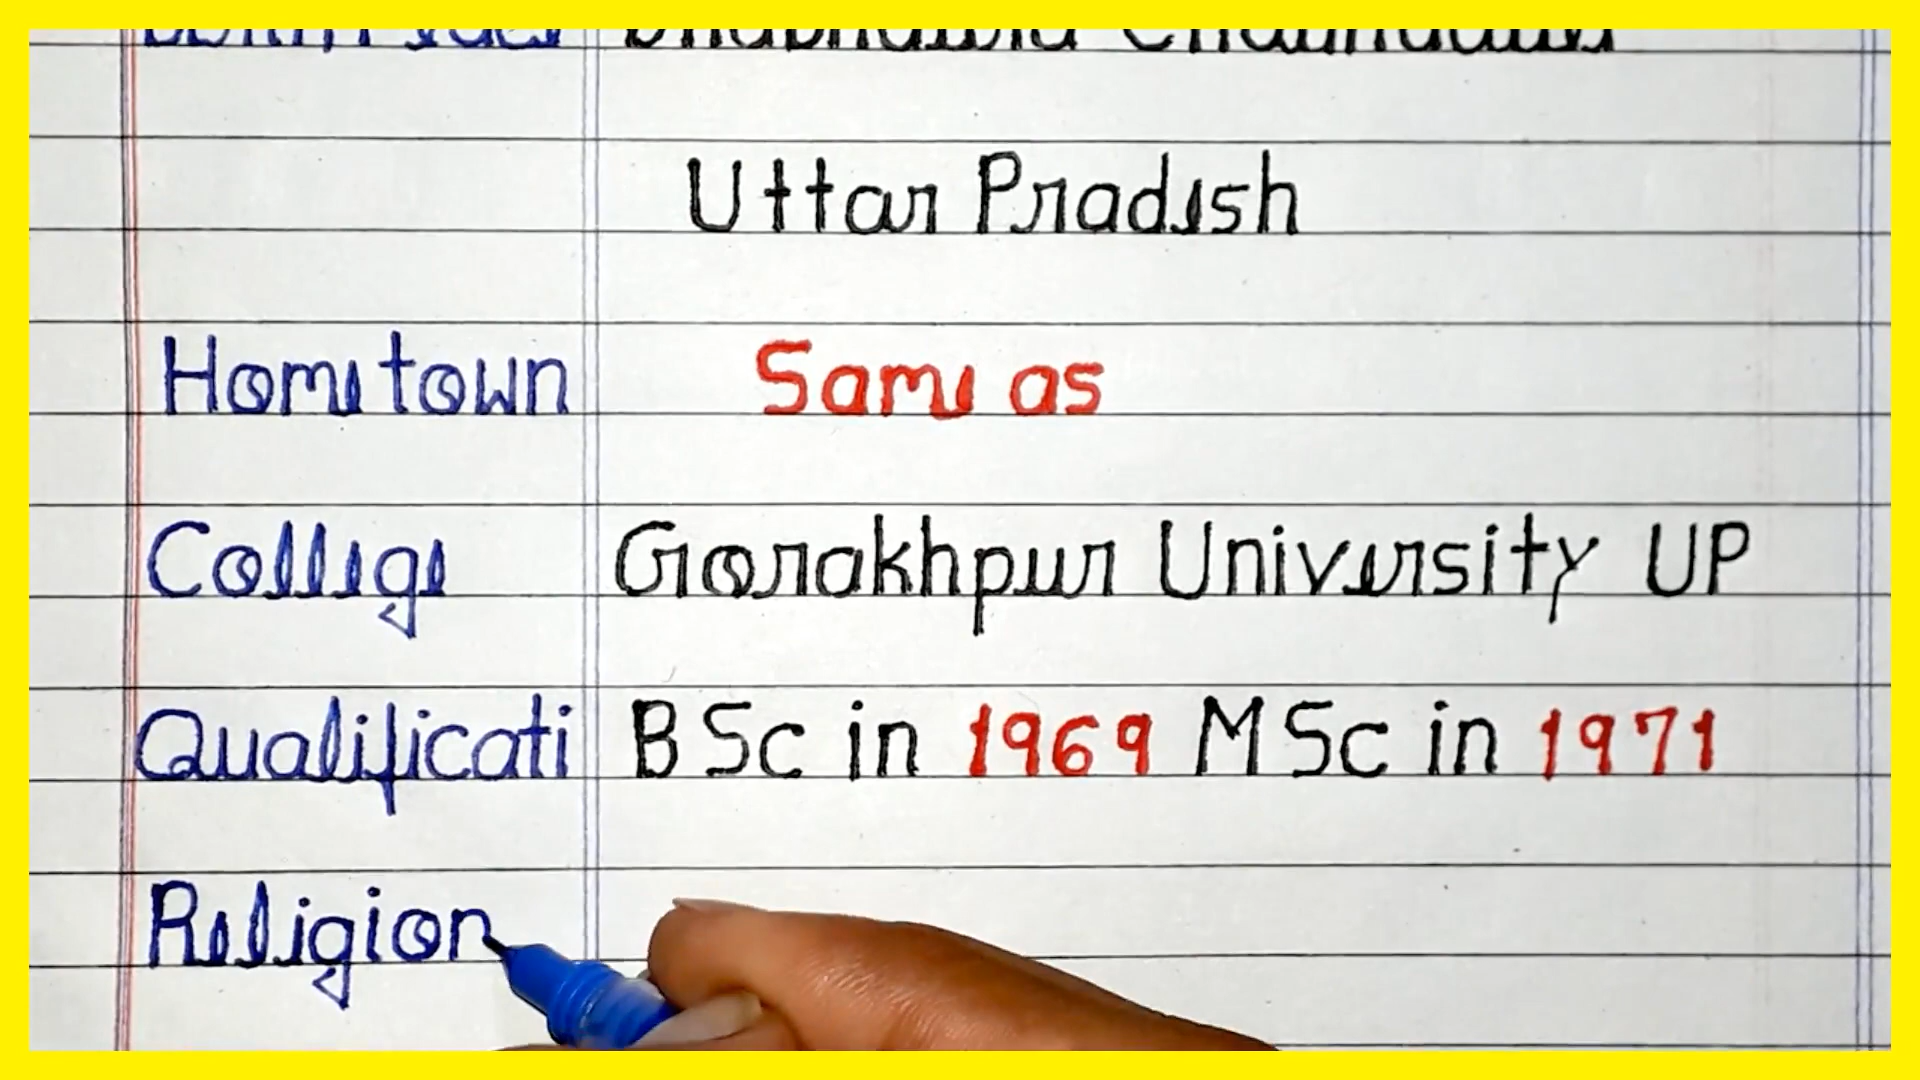 Uttar Pradesh
Hometown Same as
College Gorakhpur University UP
Qualificati BSc in 1969 MSc in 1971
Religion